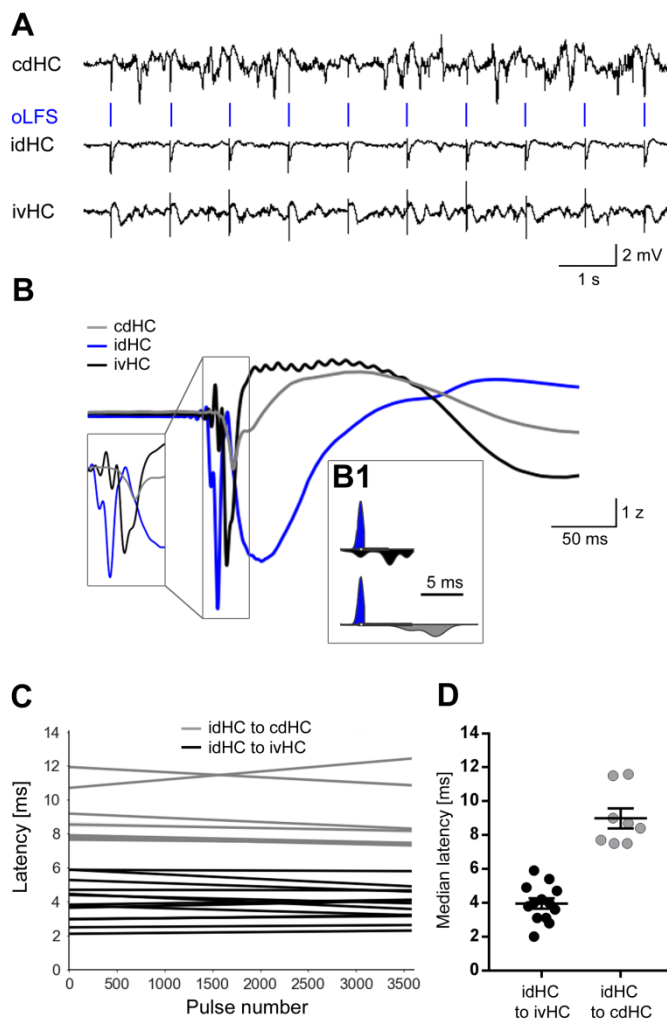 A
cdHC
oLFS
idHC
ivHC
2 mV
1 s
B
cdHC
idHC
ivHC
B1
5 ms
1 z
50 ms
C
idHC to cdHC
idHC to ivHC
Latency [ms]
14
12
10
8
6
4
2
0
0 500 1000 1500 2000 2500 3000 3500
Pulse number
D
Median latency [ms]
14
12
10
8
6
4
2
0
idHC
to ivHC
idHC
to cdHC